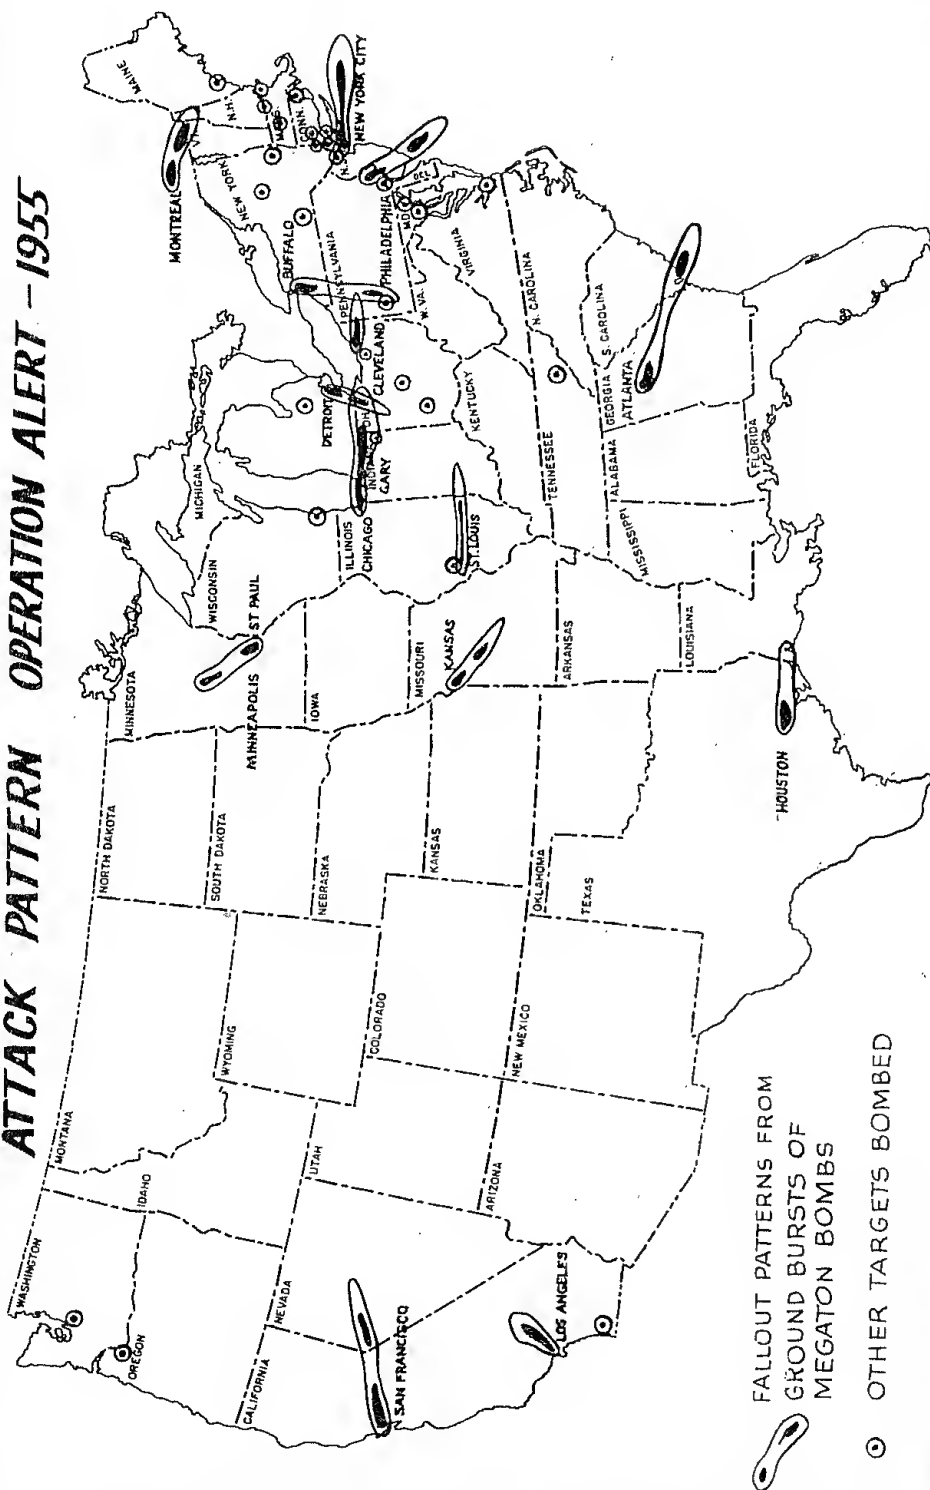 ATTACK PATTERN OPERATION ALERT – 1955
WASHINGTON
MONTANA
NORTH DAKOTA
MINNESOTA
MAINE
OREGON
IDAHO
WYOMING
SOUTH DAKOTA
MINNEAPOLIS
ST PAUL
WISCONSIN
MICHIGAN
MONTREAL
VT.
N.H.
NEW YORK
MASS.
CONN.
BUFFALO
NEW YORK CITY
N.J.
CALIFORNIA
NEVADA
UTAH
COLORADO
NEBRASKA
IOWA
ILLINOIS
CHICAGO
INDIANA
GARY
DETROIT
OHIO
CLEVELAND
PENNSYLVANIA
PHILADELPHIA
DEL.
MD.
W. VA.
VIRGINIA
SAN FRANCISCO
KANSAS
MISSOURI
KANSAS
ST. LOUIS
KENTUCKY
LOS ANGELES
ARIZONA
NEW MEXICO
OKLAHOMA
TEXAS
ARKANSAS
TENNESSEE
N. CAROLINA
S. CAROLINA
LOUISIANA
MISSISSIPPI
ALABAMA
GEORGIA
ATLANTA
FLORIDA
HOUSTON
FALLOUT PATTERNS FROM
GROUND BURSTS OF
MEGATON BOMBS
OTHER TARGETS BOMBED